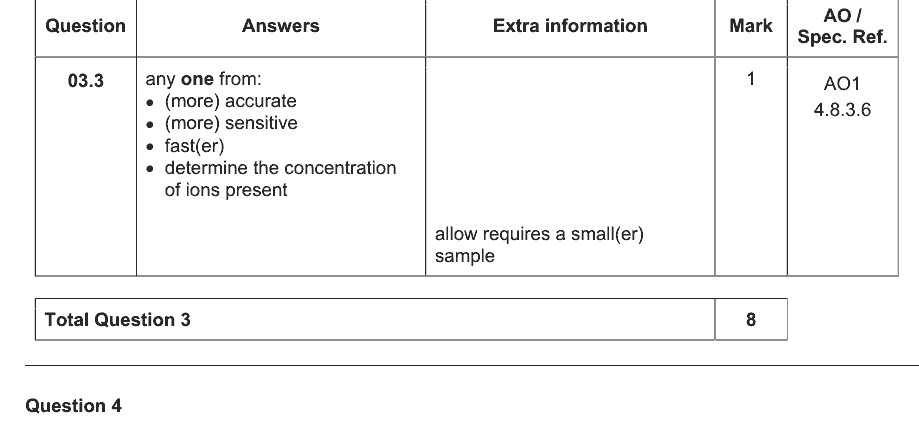 Question Answers Extra information Mark AO /
Spec. Ref.
03.3 any one from: 1 AO1
• (more) accurate
4.8.3.6
• (more) sensitive
• fast(er)
• determine the concentration
of ions present
allow requires a small(er)
sample
Total Question 3 8
Question 4